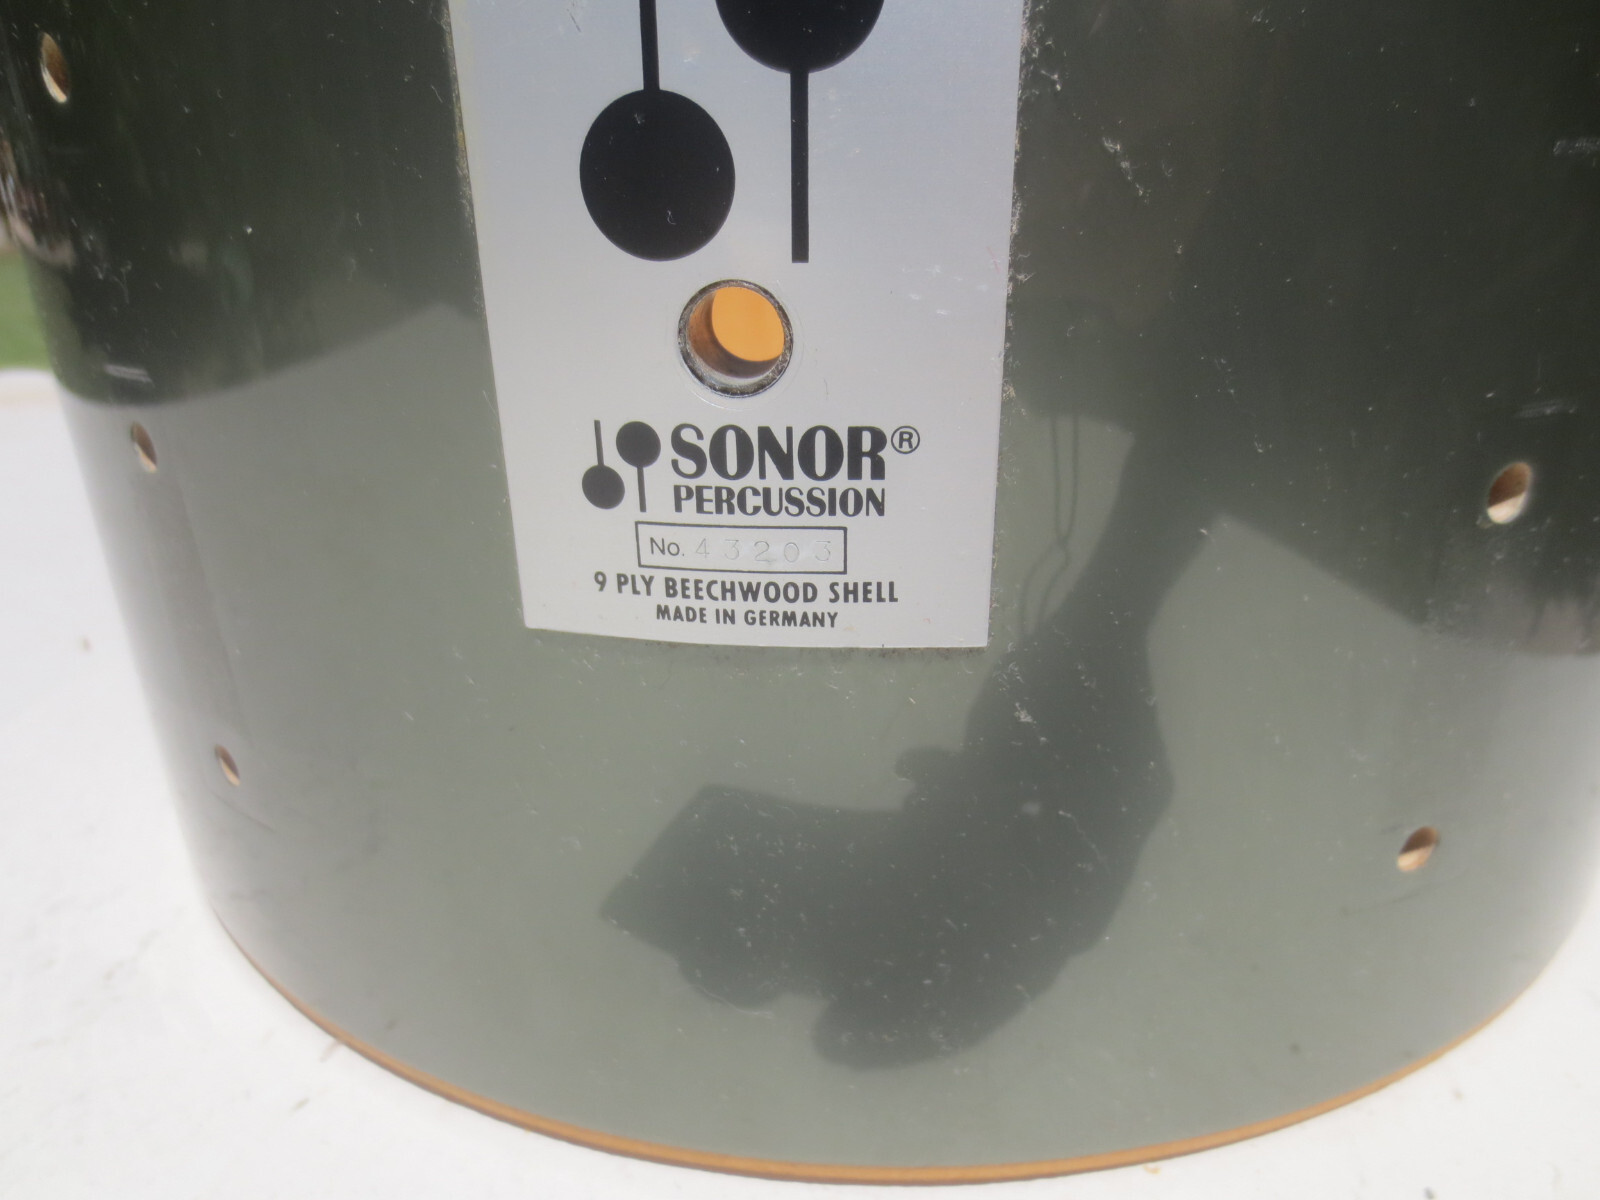 SONOR®
PERCUSSION
No. 43203
9 PLY BEECHWOOD SHELL
MADE IN GERMANY